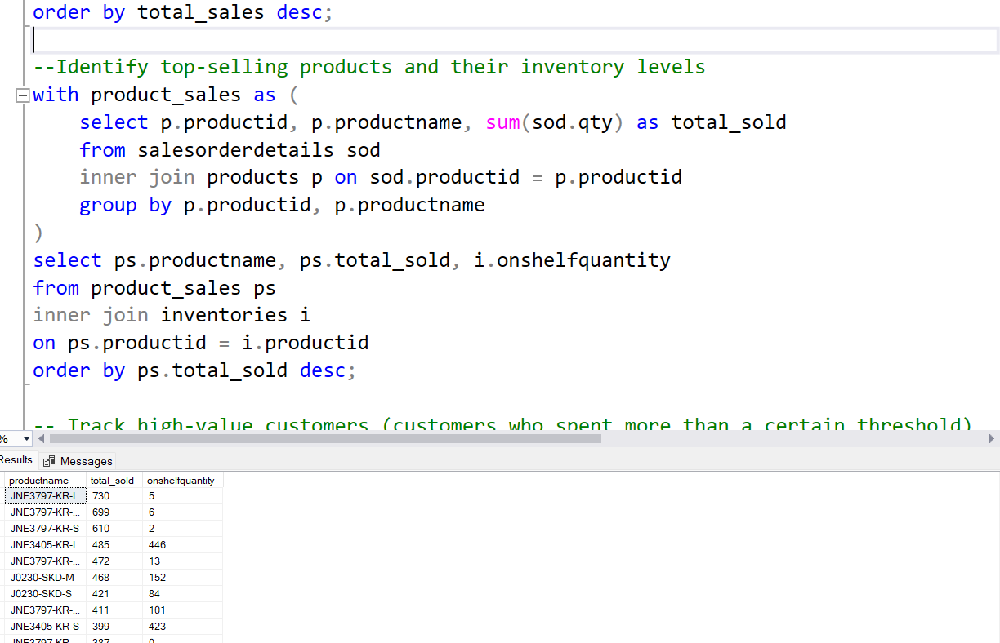 order by total_sales desc;
--Identify top-selling products and their inventory levels
with product_sales as (
select p.productid, p.productname, sum(sod.qty) as total_sold
from salesorderdetails sod
inner join products p on sod.productid = p.productid
group by p.productid, p.productname
)
select ps.productname, ps.total_sold, i.onshelfquantity
from product_sales ps
inner join inventories i
on ps.productid = i.productid
order by ps.total_sold desc;
-- Track high-value customers (customers who spent more than a certain threshold)
%
Results Messages
productname total_sold onshelfquantity
JNE3797-KR-L 730 5
JNE3797-KR-... 699 6
JNE3797-KR-S 610 2
JNE3405-KR-L 485 446
JNE3797-KR-... 472 13
J0230-SKD-M 468 152
J0230-SKD-S 421 84
JNE3797-KR-... 411 101
JNE3405-KR-S 399 423
JNE3797-KR 387 0